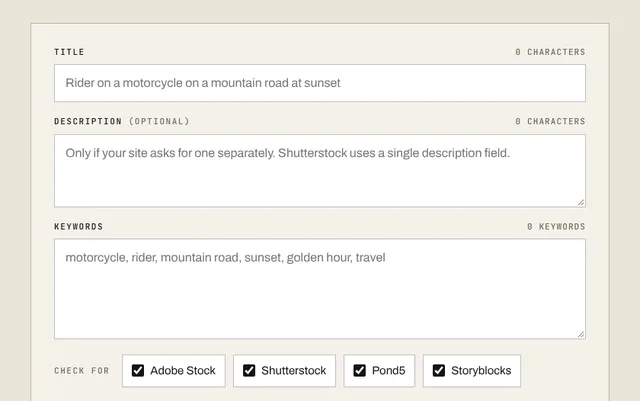 TITLE 0 CHARACTERS
Rider on a motorcycle on a mountain road at sunset
DESCRIPTION (OPTIONAL) 0 CHARACTERS
Only if your site asks for one separately. Shutterstock uses a single description field.
KEYWORDS 0 KEYWORDS
motorcycle, rider, mountain road, sunset, golden hour, travel
CHECK FOR Adobe Stock Shutterstock Pond5 Storyblocks